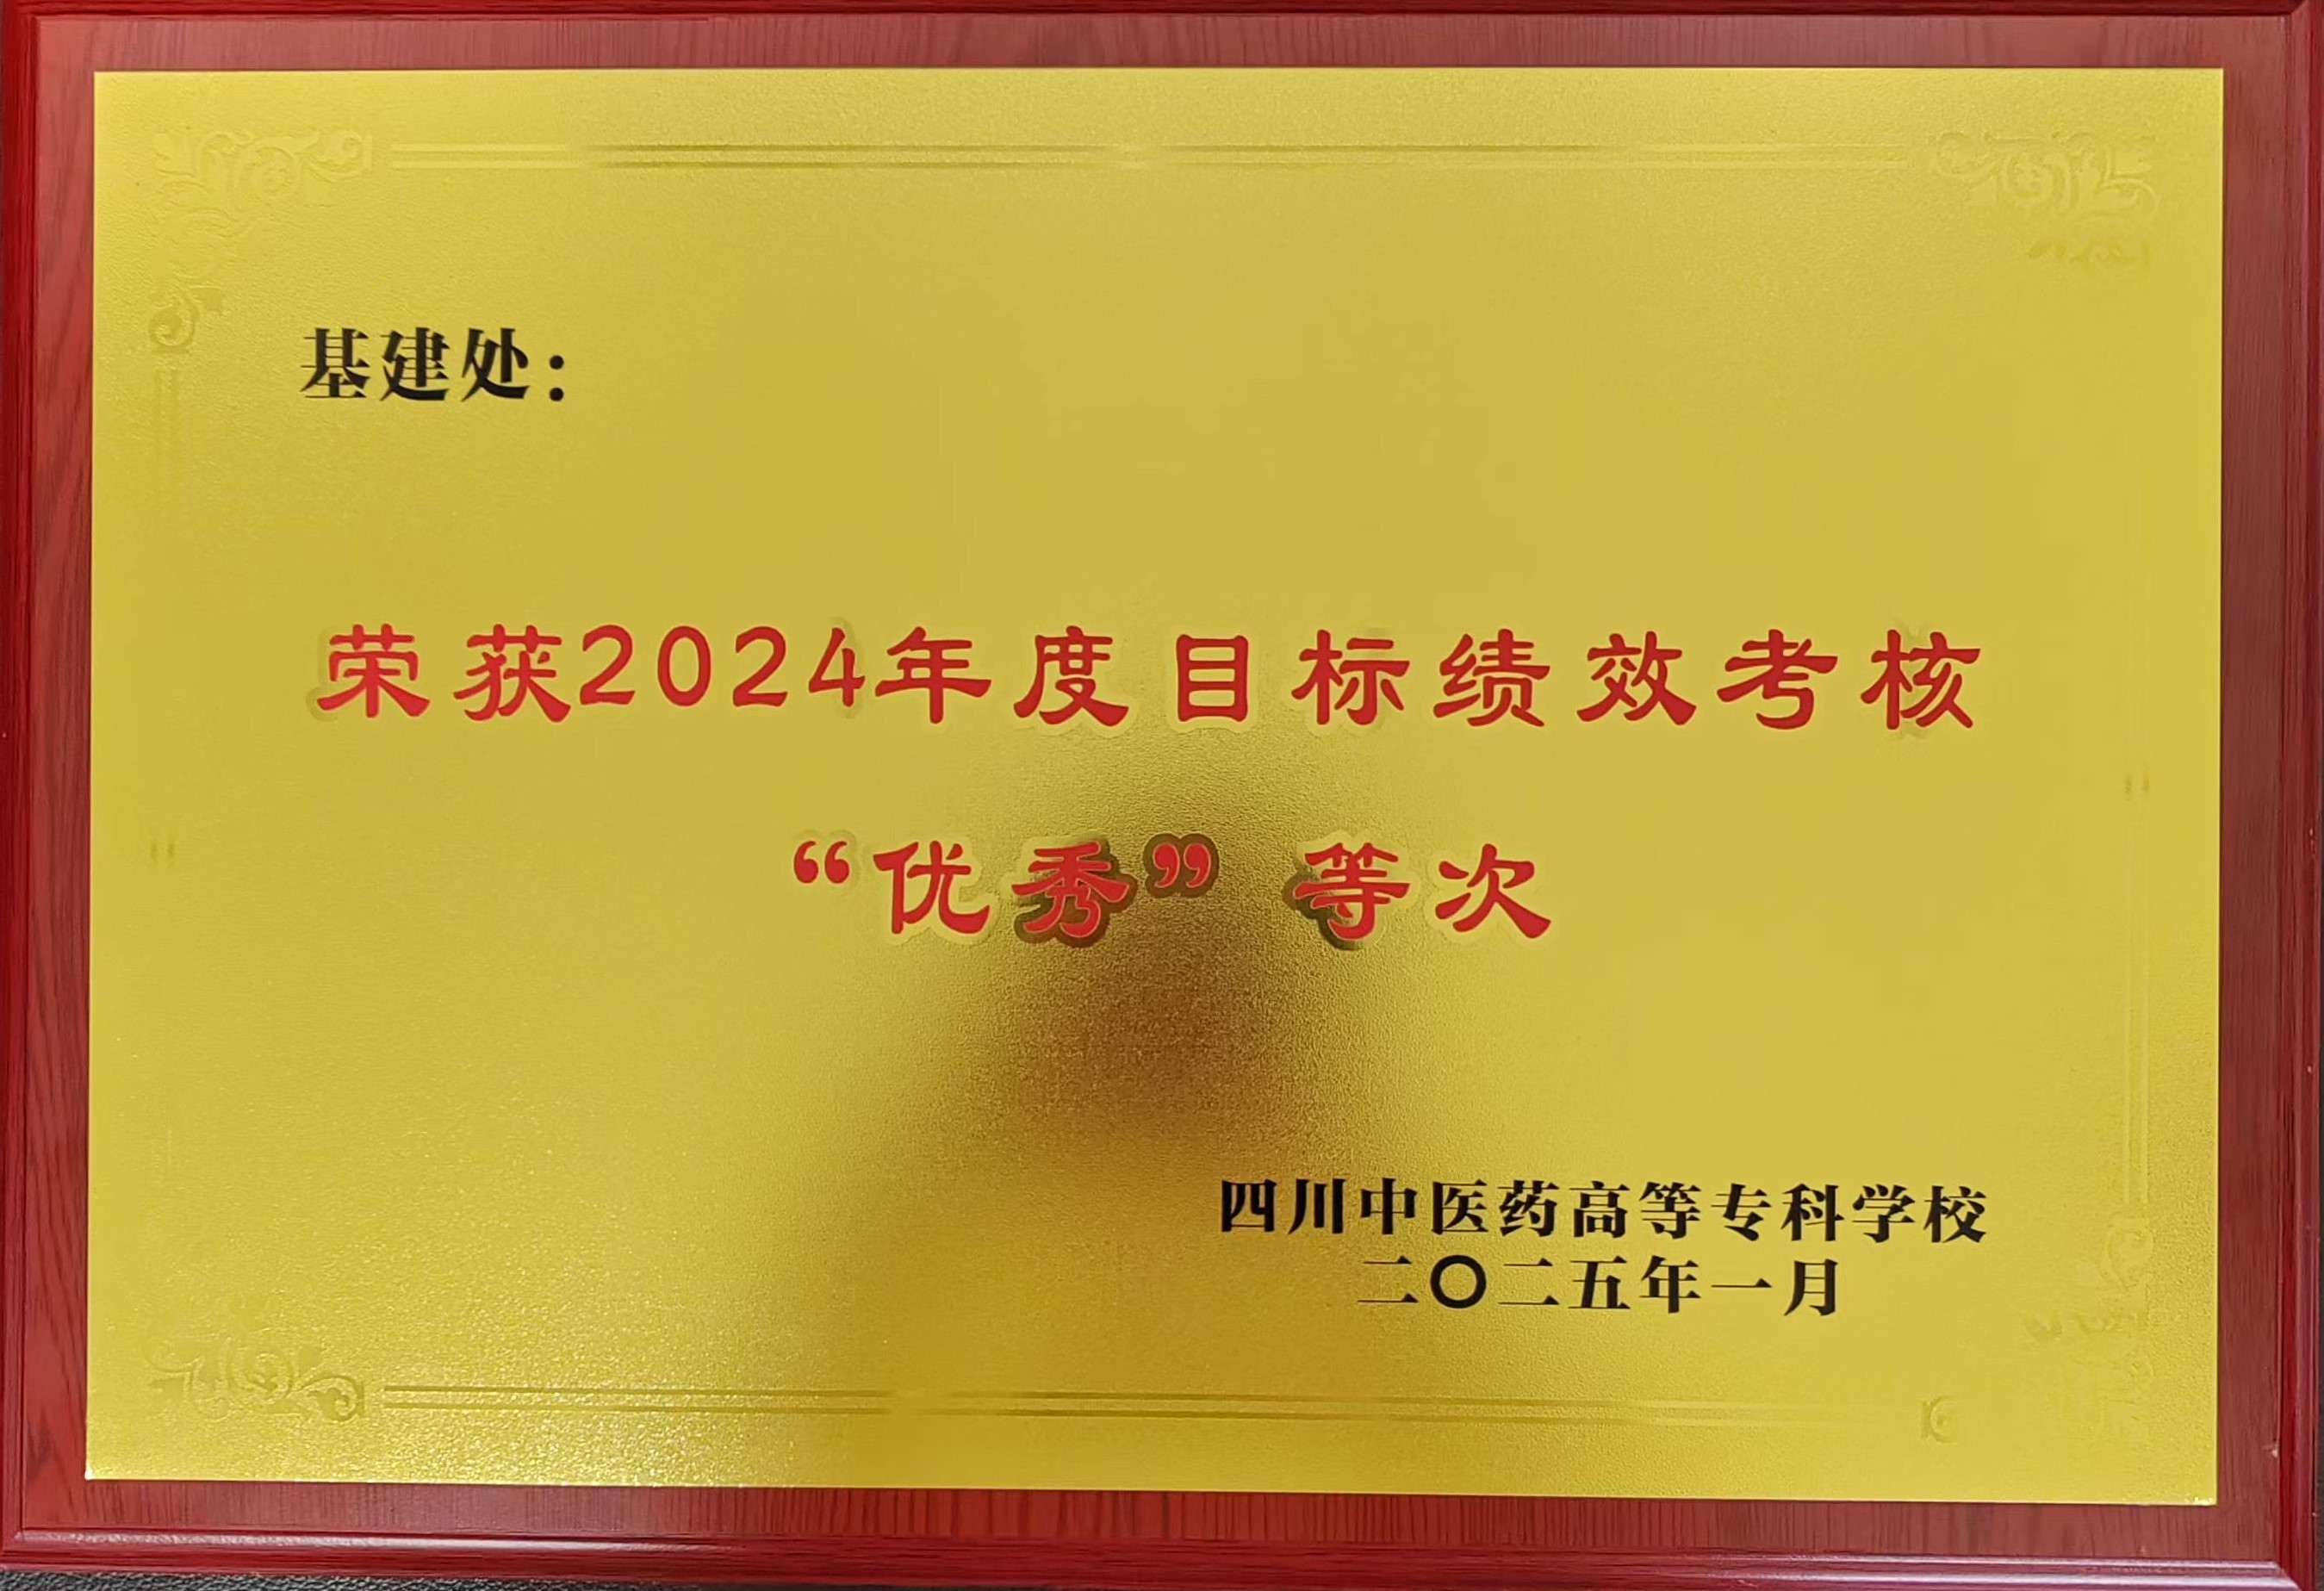 基建处：
荣获2024年度目标绩效考核
“优秀”等次
四川中医药高等专科学校
二〇二五年一月